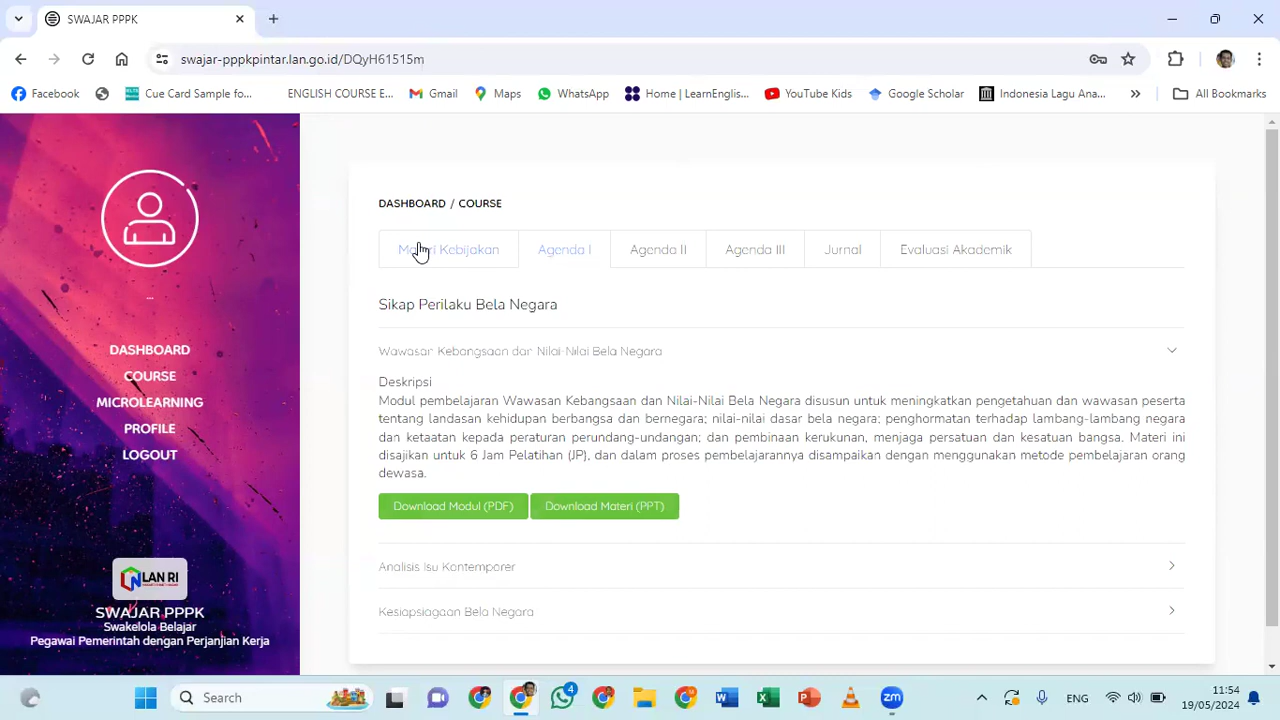 SWAJAR PPPK
swajar-pppkpintar.lan.go.id/DQyH61515m
Facebook
Cue Card Sample fo...
ENGLISH COURSE E...
Gmail
Maps
WhatsApp
Home | LearnEnglis...
YouTube Kids
Google Scholar
Indonesia Lagu Ana...
All Bookmarks
...
DASHBOARD
COURSE
MICROLEARNING
PROFILE
LOGOUT
LAN RI
SWAJAR PPPK
Swakelola Belajar
Pegawai Pemerintah dengan Perjanjian Kerja
DASHBOARD / COURSE
Materi Kebijakan
Agenda I
Agenda II
Agenda III
Jurnal
Evaluasi Akademik
Sikap Perilaku Bela Negara
Wawasan Kebangsaan dan Nilai-Nilai Bela Negara
Deskripsi
Modul pembelajaran Wawasan Kebangsaan dan Nilai-Nilai Bela Negara disusun untuk meningkatkan pengetahuan dan wawasan peserta
tentang landasan kehidupan berbangsa dan bernegara; nilai-nilai dasar belanegara; penghormatan terhadap lambang-lambang negara
dan ketaatan kepada peraturan perundang-undangan; dan pembinaan kerukunan, menjaga persatuan dan kesatuan bangsa. Materi ini
disajikan untuk 6 Jam Pelatihan (JP), dan dalam proses pembelajarannya disampaikan dengan menggunakan metode pembelajaran orang
dewasa.
Download Modul (PDF)
Download Materi (PPT)
Analisis Isu Kontemporer
Kesiapsiagaan Bela Negara
Search
4
zm
ENG
11:54
19/05/2024